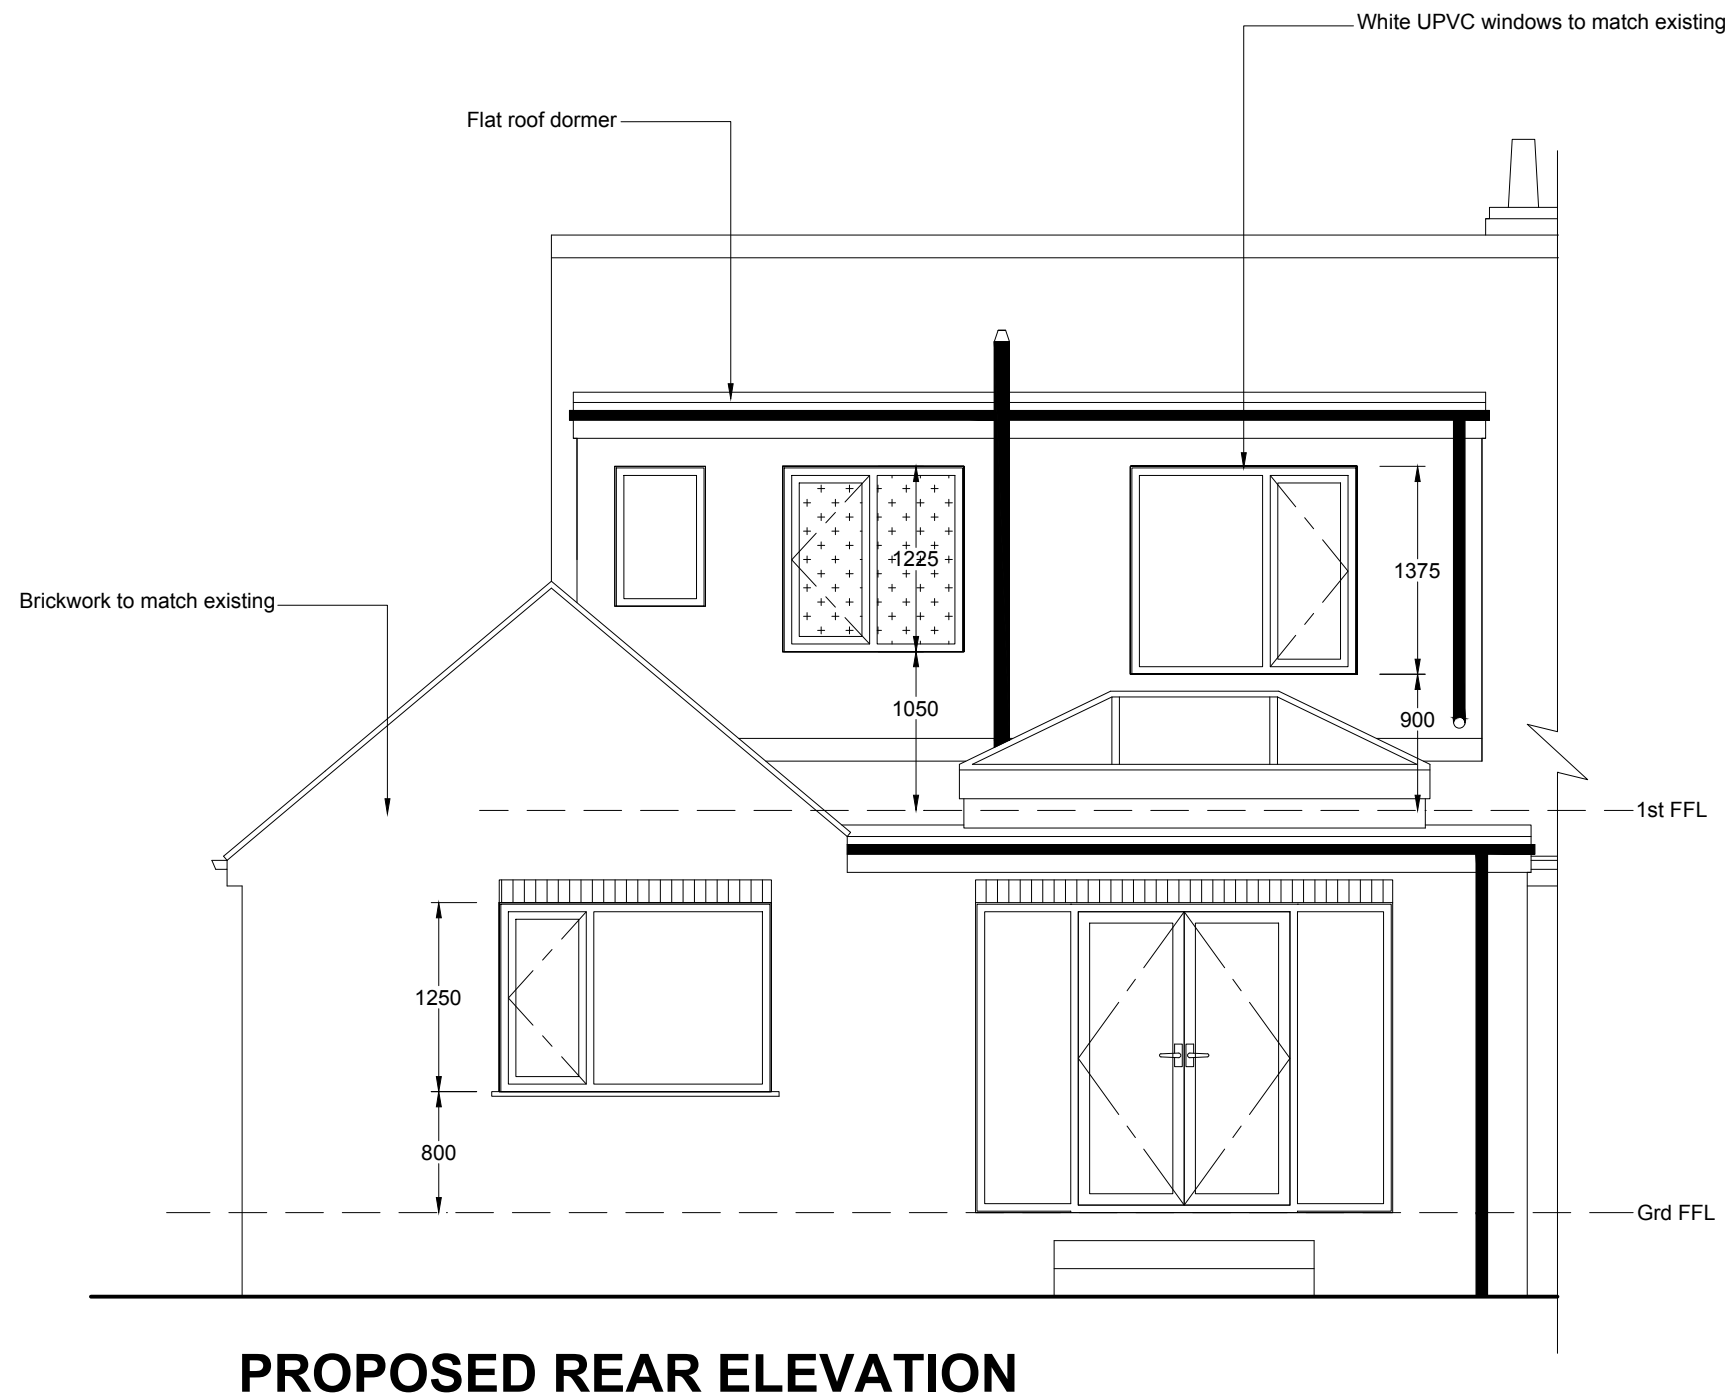 White UPVC windows to match existing
Flat roof dormer
1225
1375
Brickwork to match existing
1050
900
1st FFL
1250
800
Grd FFL
PROPOSED REAR ELEVATION